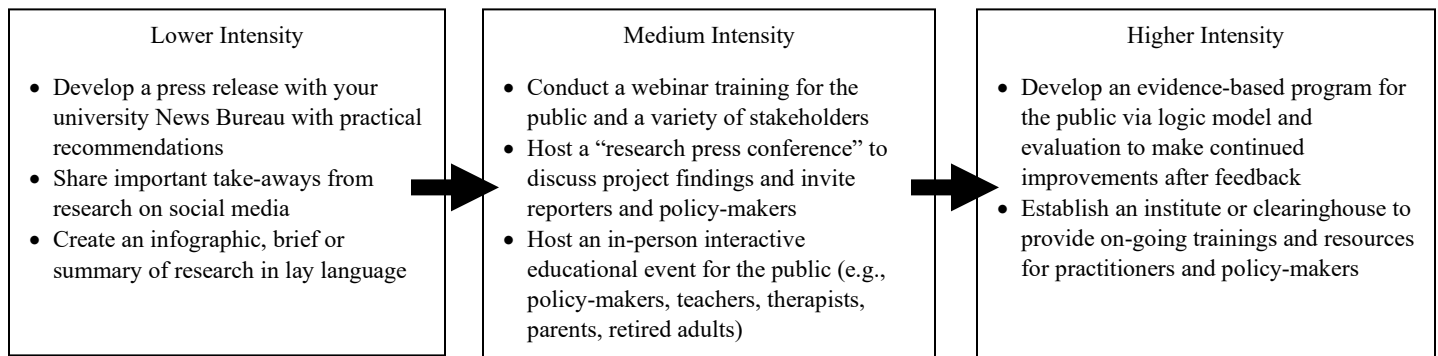 Lower Intensity
• Develop a press release with your
university News Bureau with practical
recommendations
• Share important take-aways from
research on social media
• Create an infographic, brief or
summary of research in lay language
Medium Intensity
• Conduct a webinar training for the
public and a variety of stakeholders
• Host a “research press conference” to
discuss project findings and invite
reporters and policy-makers
• Host an in-person interactive
educational event for the public (e.g.,
policy-makers, teachers, therapists,
parents, retired adults)
Higher Intensity
• Develop an evidence-based program for
the public via logic model and
evaluation to make continued
improvements after feedback
• Establish an institute or clearinghouse to
provide on-going trainings and resources
for practitioners and policy-makers